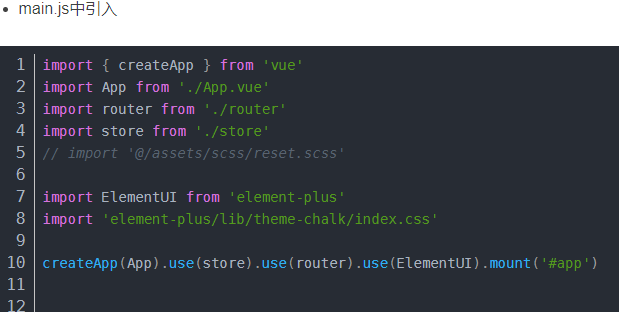 main.js中引入
1 import { createApp } from 'vue'
2 import App from './App.vue'
3 import router from './router'
4 import store from './store'
5 // import '@/assets/scss/reset.scss'
6
7 import ElementUI from 'element-plus'
8 import 'element-plus/lib/theme-chalk/index.css'
9
10 createApp(App).use(store).use(router).use(ElementUI).mount('#app')
11
12